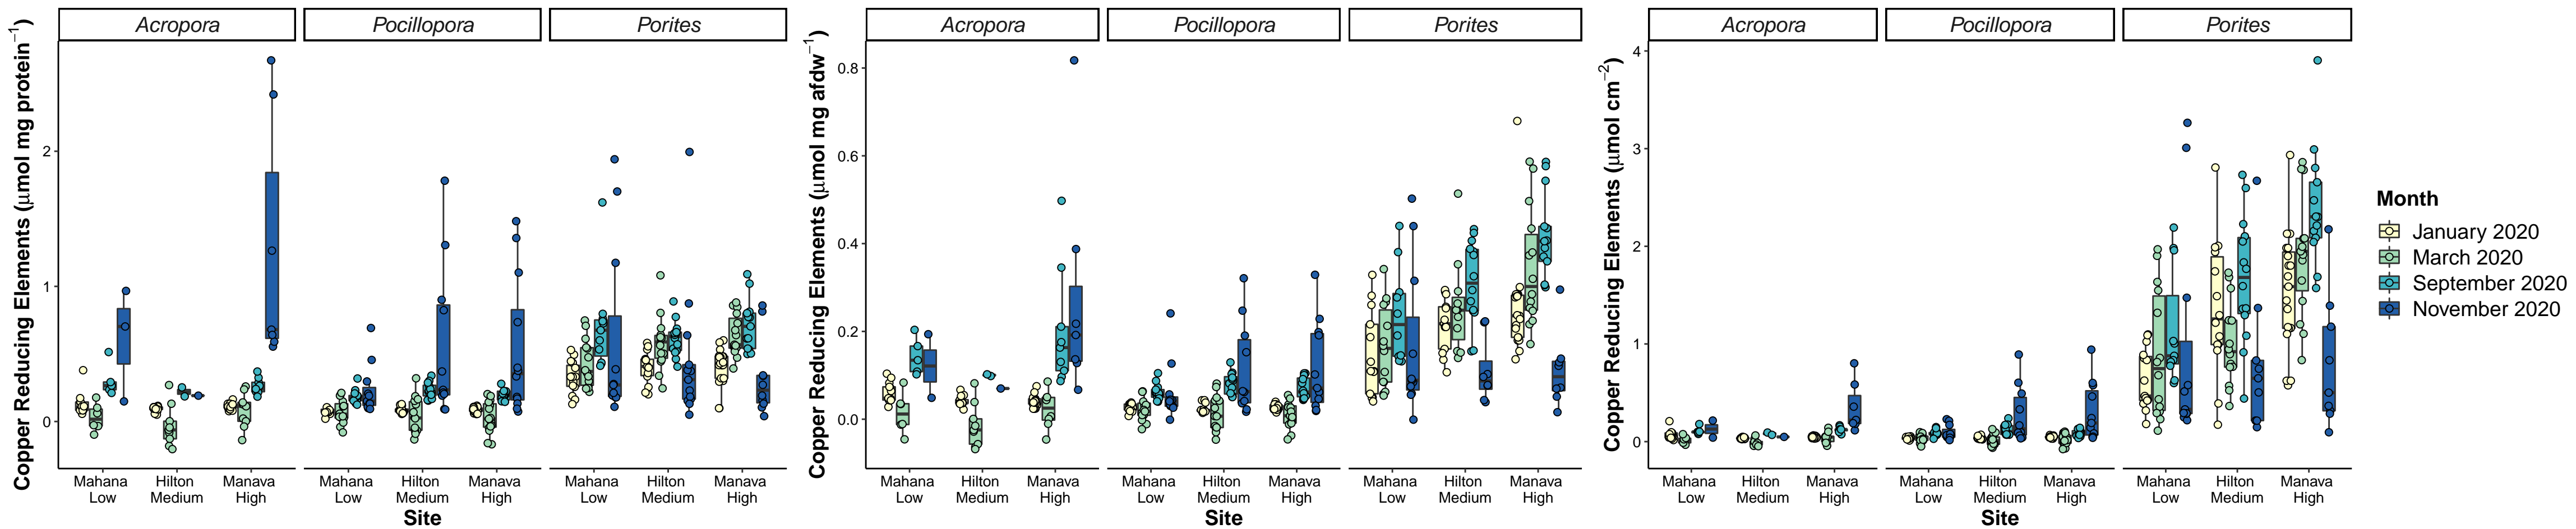 Copper Reducing Elements (μmol mg protein⁻¹)
Acropora
Pocillopora
Porites
2
1
0
Mahana Hilton Manava
Low Medium High
Mahana Hilton Manava
Low Medium High
Mahana Hilton Manava
Low Medium High
Site
Copper Reducing Elements (μmol mg afdw⁻¹)
Acropora
Pocillopora
Porites
0.8
0.6
0.4
0.2
0.0
Mahana Hilton Manava
Low Medium High
Mahana Hilton Manava
Low Medium High
Mahana Hilton Manava
Low Medium High
Site
Copper Reducing Elements (μmol cm⁻²)
Acropora
Pocillopora
Porites
4
3
2
1
0
Mahana Hilton Manava
Low Medium High
Mahana Hilton Manava
Low Medium High
Mahana Hilton Manava
Low Medium High
Site
Month
January 2020
March 2020
September 2020
November 2020